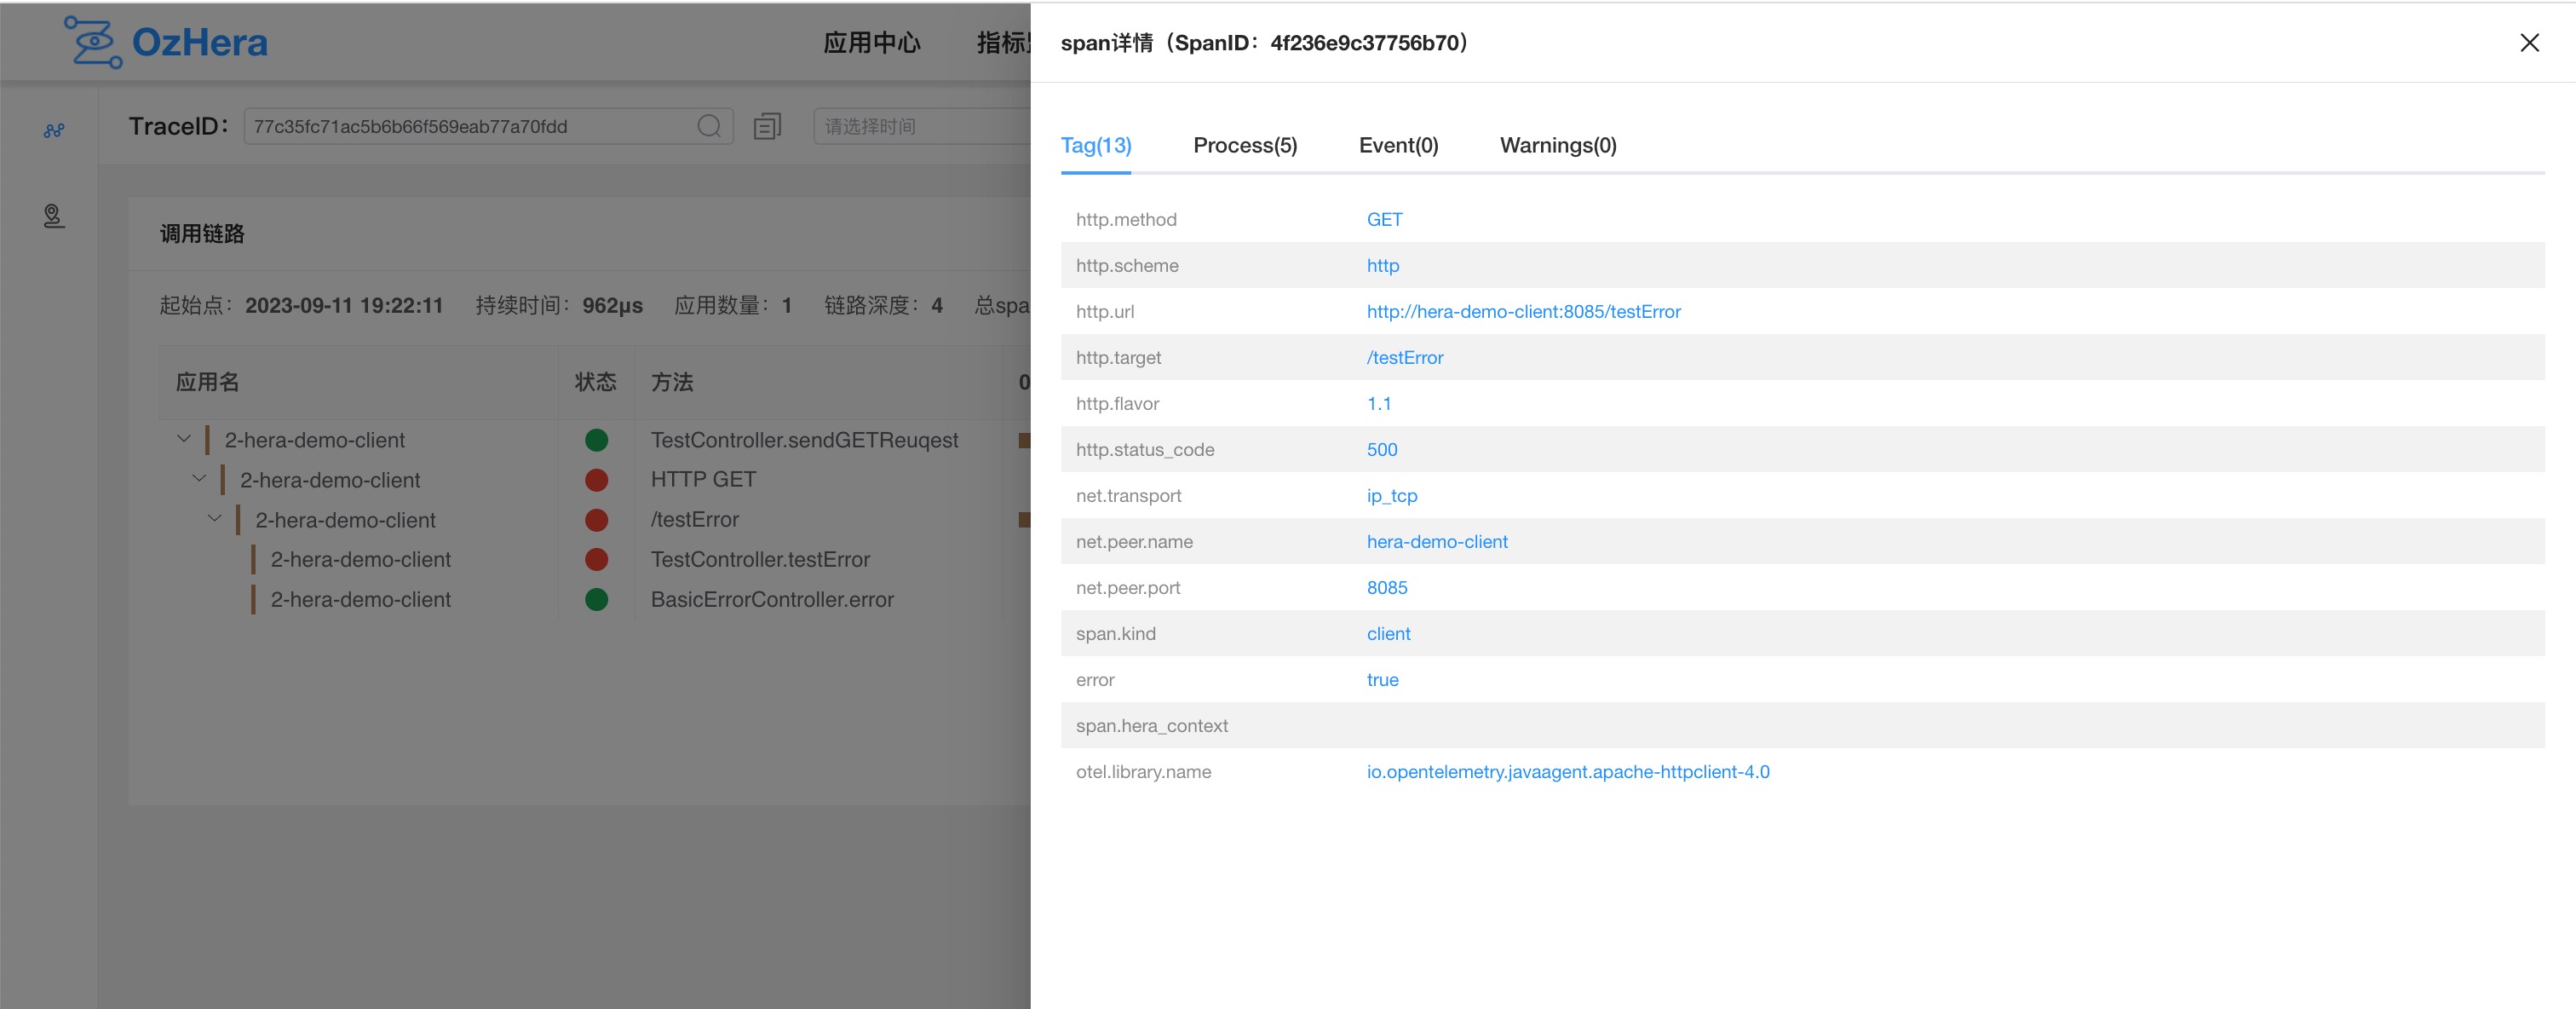 OzHera
应用中心 指标
TraceID： 77c35fc71ac5b6b66f569eab77a70fdd 请选择时间
调用链路
起始点： 2023-09-11 19:22:11 持续时间： 962μs 应用数量： 1 链路深度： 4 总spa
应用名 状态 方法 0
2-hera-demo-client TestController.sendGETReuqest
2-hera-demo-client HTTP GET
2-hera-demo-client /testError
2-hera-demo-client TestController.testError
2-hera-demo-client BasicErrorController.error
span详情（SpanID： 4f236e9c37756b70）
Tag(13) Process(5) Event(0) Warnings(0)
http.method GET
http.scheme http
http.url http://hera-demo-client:8085/testError
http.target /testError
http.flavor 1.1
http.status_code 500
net.transport ip_tcp
net.peer.name hera-demo-client
net.peer.port 8085
span.kind client
error true
span.hera_context
otel.library.name io.opentelemetry.javaagent.apache-httpclient-4.0